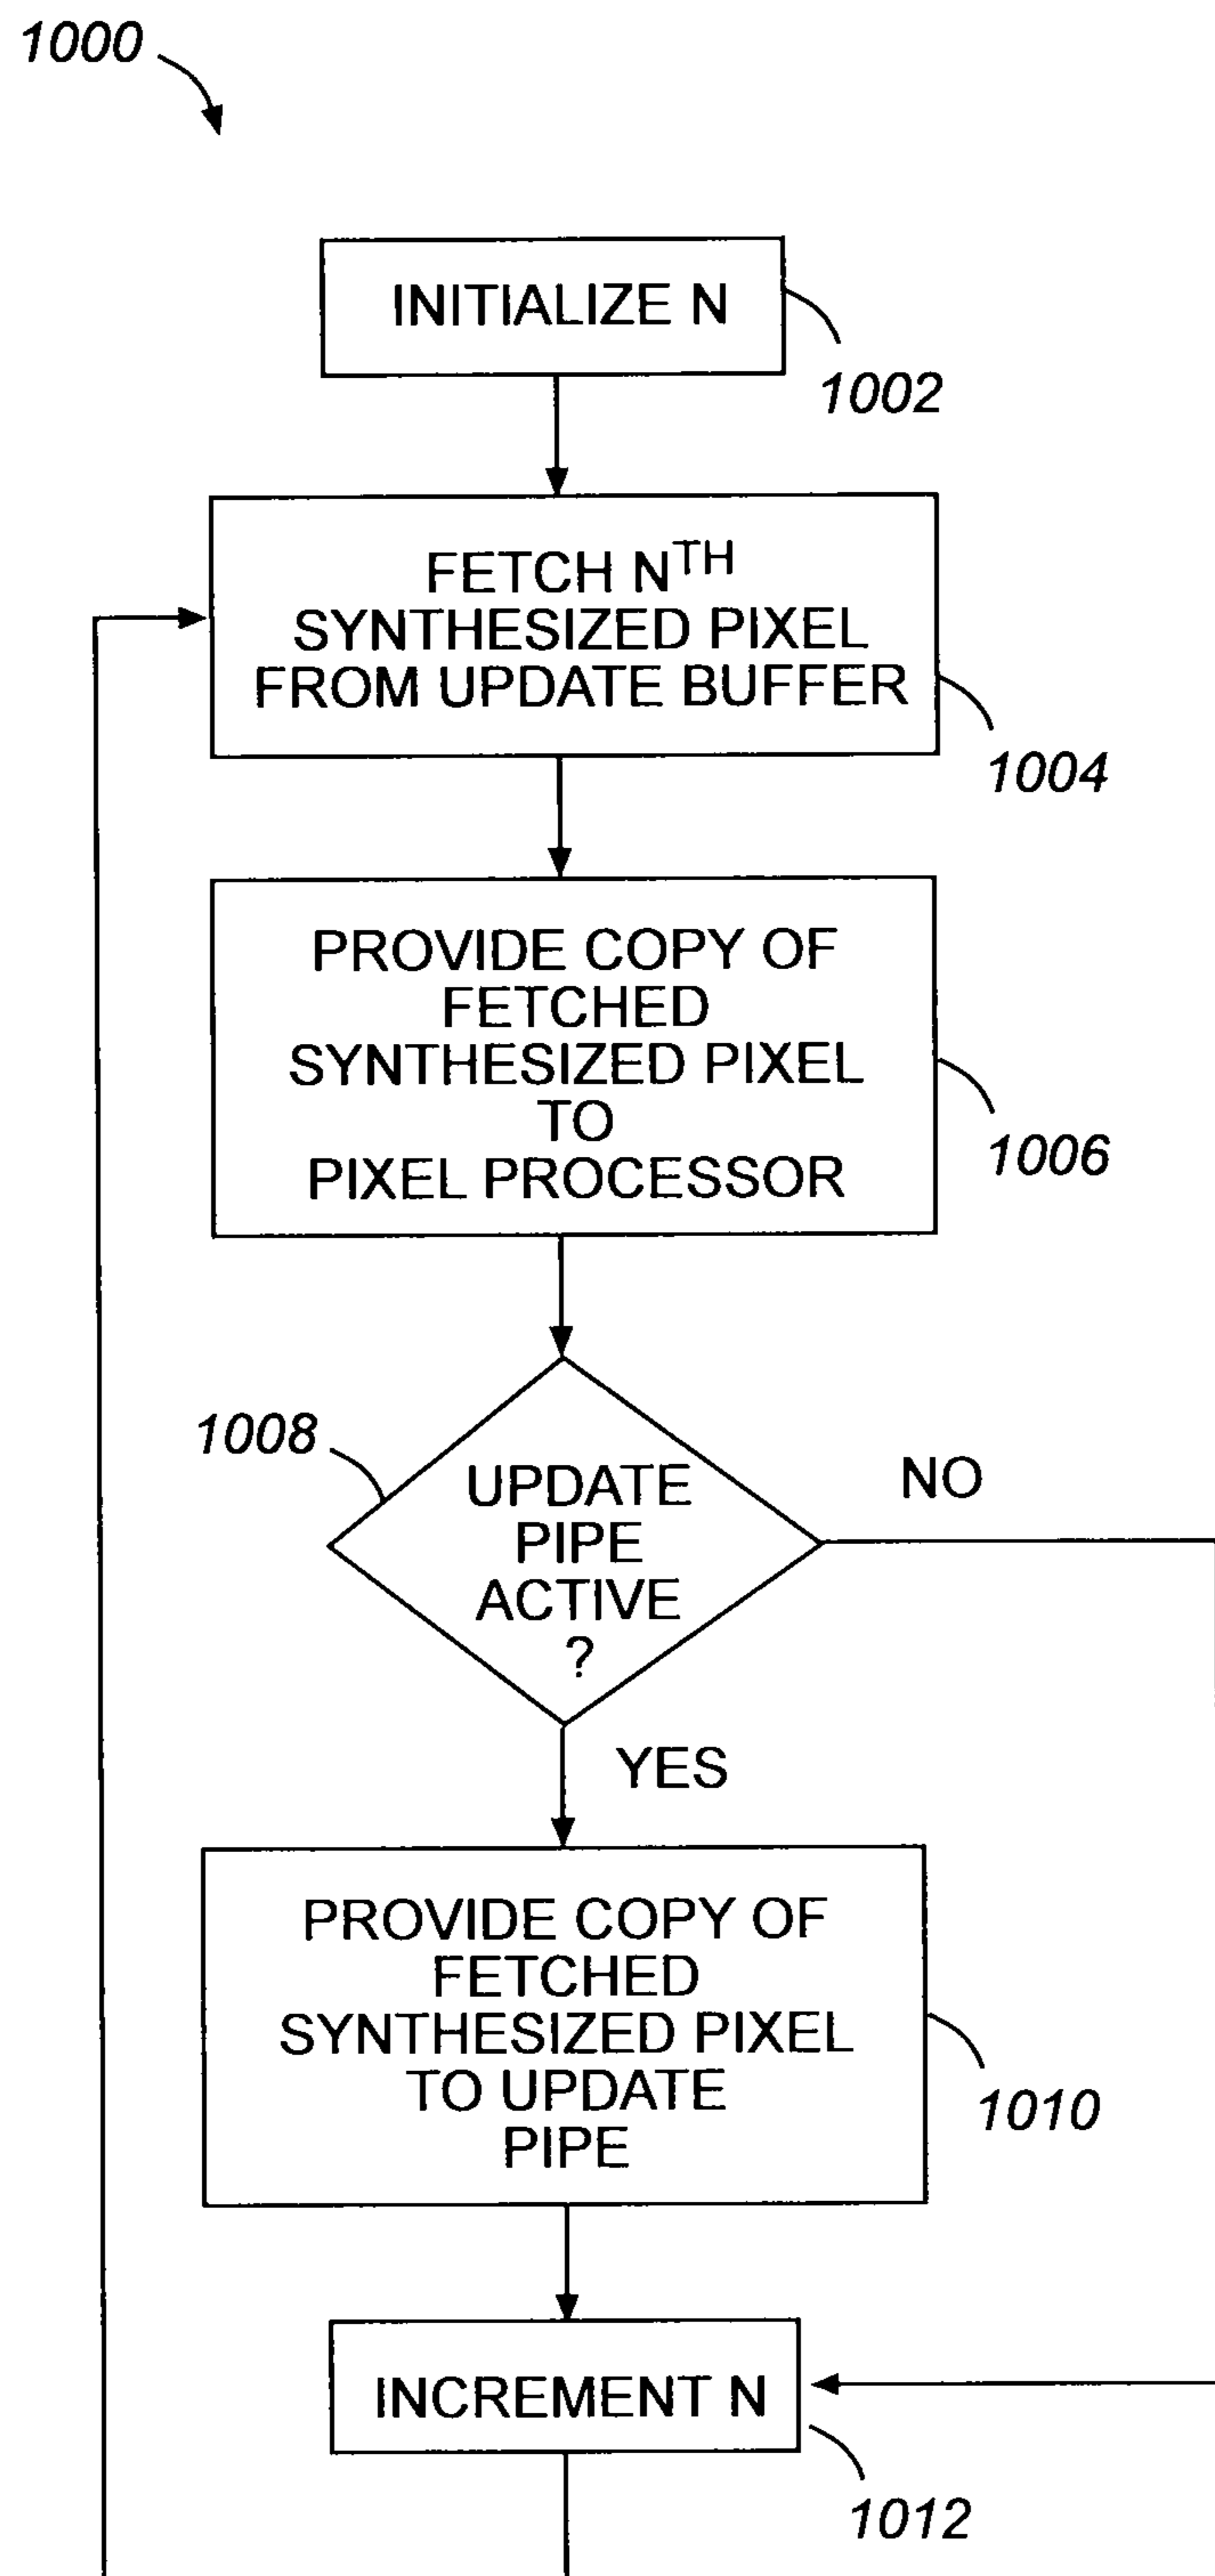 1000
INITIALIZE N
1002
FETCH NTH
SYNTHESIZED PIXEL
FROM UPDATE BUFFER
1004
PROVIDE COPY OF
FETCHED
SYNTHESIZED PIXEL
TO
PIXEL PROCESSOR
1006
1008
UPDATE
PIPE
ACTIVE
?
NO
YES
PROVIDE COPY OF
FETCHED
SYNTHESIZED PIXEL
TO UPDATE
PIPE
1010
INCREMENT N
1012